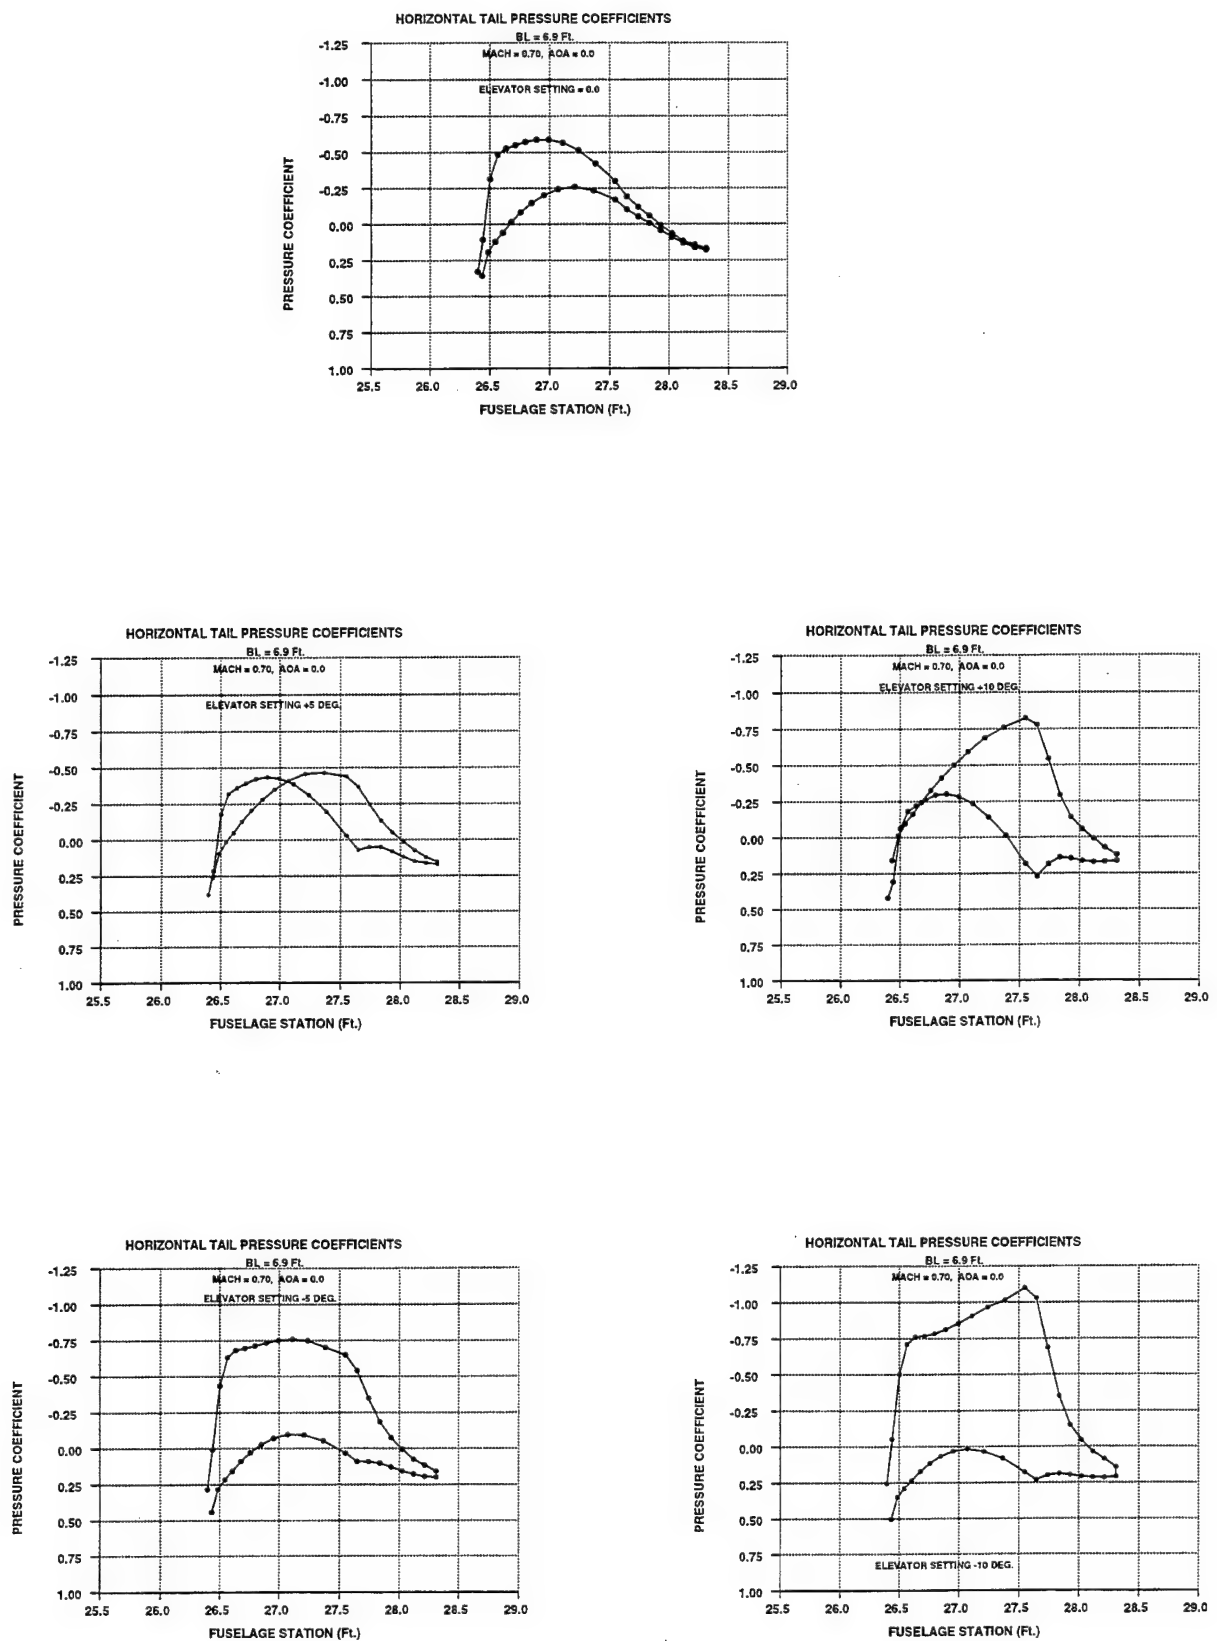 HORIZONTAL TAIL PRESSURE COEFFICIENTS
BL = 6.9 Ft.
MACH = 0.70, AOA = 0.0
ELEVATOR SETTING = 0.0
-1.25
-1.00
-0.75
-0.50
-0.25
0.00
0.25
0.50
0.75
1.00
PRESSURE COEFFICIENT
25.5 26.0 26.5 27.0 27.5 28.0 28.5 29.0
FUSELAGE STATION (Ft.)
HORIZONTAL TAIL PRESSURE COEFFICIENTS
BL = 6.9 Ft.
MACH = 0.70, AOA = 0.0
ELEVATOR SETTING +5 DEG.
-1.25
-1.00
-0.75
-0.50
-0.25
0.00
0.25
0.50
0.75
1.00
PRESSURE COEFFICIENT
25.5 26.0 26.5 27.0 27.5 28.0 28.5 29.0
FUSELAGE STATION (Ft.)
HORIZONTAL TAIL PRESSURE COEFFICIENTS
BL = 6.9 Ft.
MACH = 0.70, AOA = 0.0
ELEVATOR SETTING +10 DEG.
-1.25
-1.00
-0.75
-0.50
-0.25
0.00
0.25
0.50
0.75
1.00
PRESSURE COEFFICIENT
25.5 26.0 26.5 27.0 27.5 28.0 28.5 29.0
FUSELAGE STATION (Ft.)
HORIZONTAL TAIL PRESSURE COEFFICIENTS
BL = 6.9 Ft.
MACH = 0.70, AOA = 0.0
ELEVATOR SETTING -5 DEG.
-1.25
-1.00
-0.75
-0.50
-0.25
0.00
0.25
0.50
0.75
1.00
PRESSURE COEFFICIENT
25.5 26.0 26.5 27.0 27.5 28.0 28.5 29.0
FUSELAGE STATION (Ft.)
HORIZONTAL TAIL PRESSURE COEFFICIENTS
BL = 6.9 Ft.
MACH = 0.70, AOA = 0.0
-1.25
-1.00
-0.75
-0.50
-0.25
0.00
0.25
0.50
0.75
1.00
PRESSURE COEFFICIENT
ELEVATOR SETTING -10 DEG.
25.5 26.0 26.5 27.0 27.5 28.0 28.5 29.0
FUSELAGE STATION (Ft.)